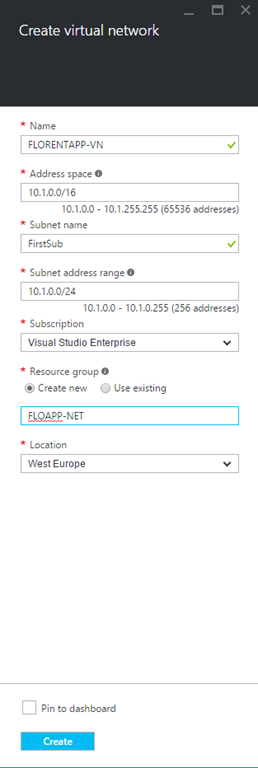 Create virtual network
* Name
FLORENTAPP-VN
* Address space
10.1.0.0/16
10.1.0.0 - 10.1.255.255 (65536 addresses)
* Subnet name
FirstSub
* Subnet address range
10.1.0.0/24
10.1.0.0 - 10.1.0.255 (256 addresses)
* Subscription
Visual Studio Enterprise
* Resource group
Create new Use existing
FLOAPP-NET
* Location
West Europe
Pin to dashboard
Create